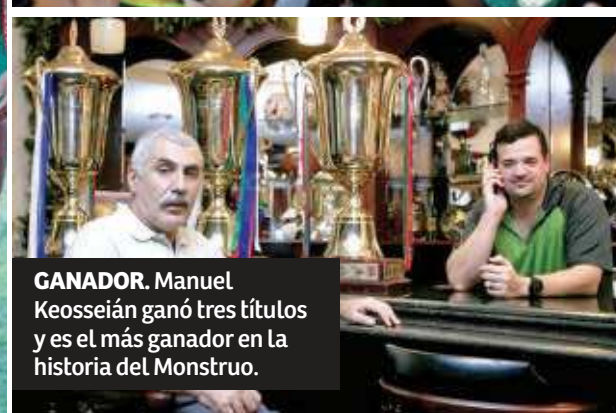 GANADOR. Manuel
Keosseián ganó tres títulos
y es el más ganador en la
historia del Monstruo.